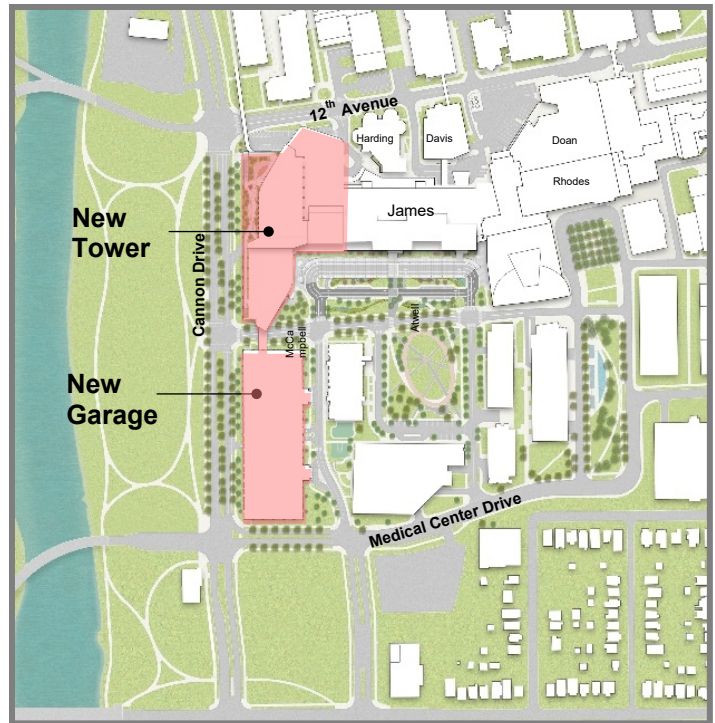 12th Avenue
Harding
Davis
Doan
Rhodes
James
New
Tower
Cannon Drive
McCa
mpbell
Atwell
New
Garage
Medical Center Drive